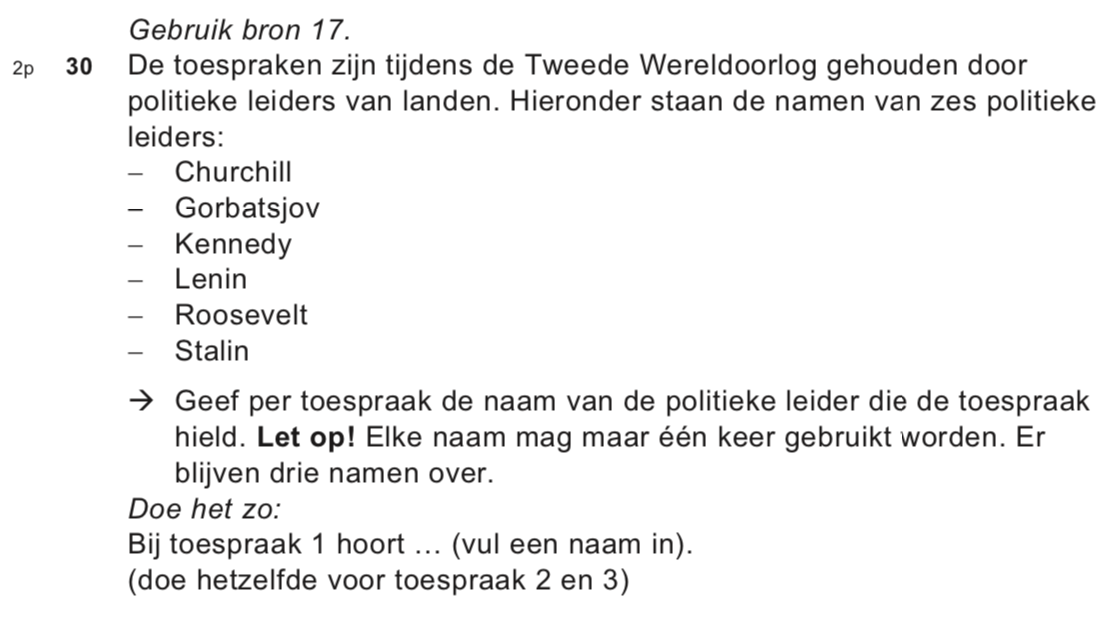 Gebruik bron 17.
2p 30 De toespraken zijn tijdens de Tweede Wereldoorlog gehouden door
politieke leiders van landen. Hieronder staan de namen van zes politieke
leiders:
– Churchill
– Gorbatsjov
– Kennedy
– Lenin
– Roosevelt
– Stalin
→ Geef per toespraak de naam van de politieke leider die de toespraak
hield. Let op! Elke naam mag maar één keer gebruikt worden. Er
blijven drie namen over.
Doe het zo:
Bij toespraak 1 hoort … (vul een naam in).
(doe hetzelfde voor toespraak 2 en 3)